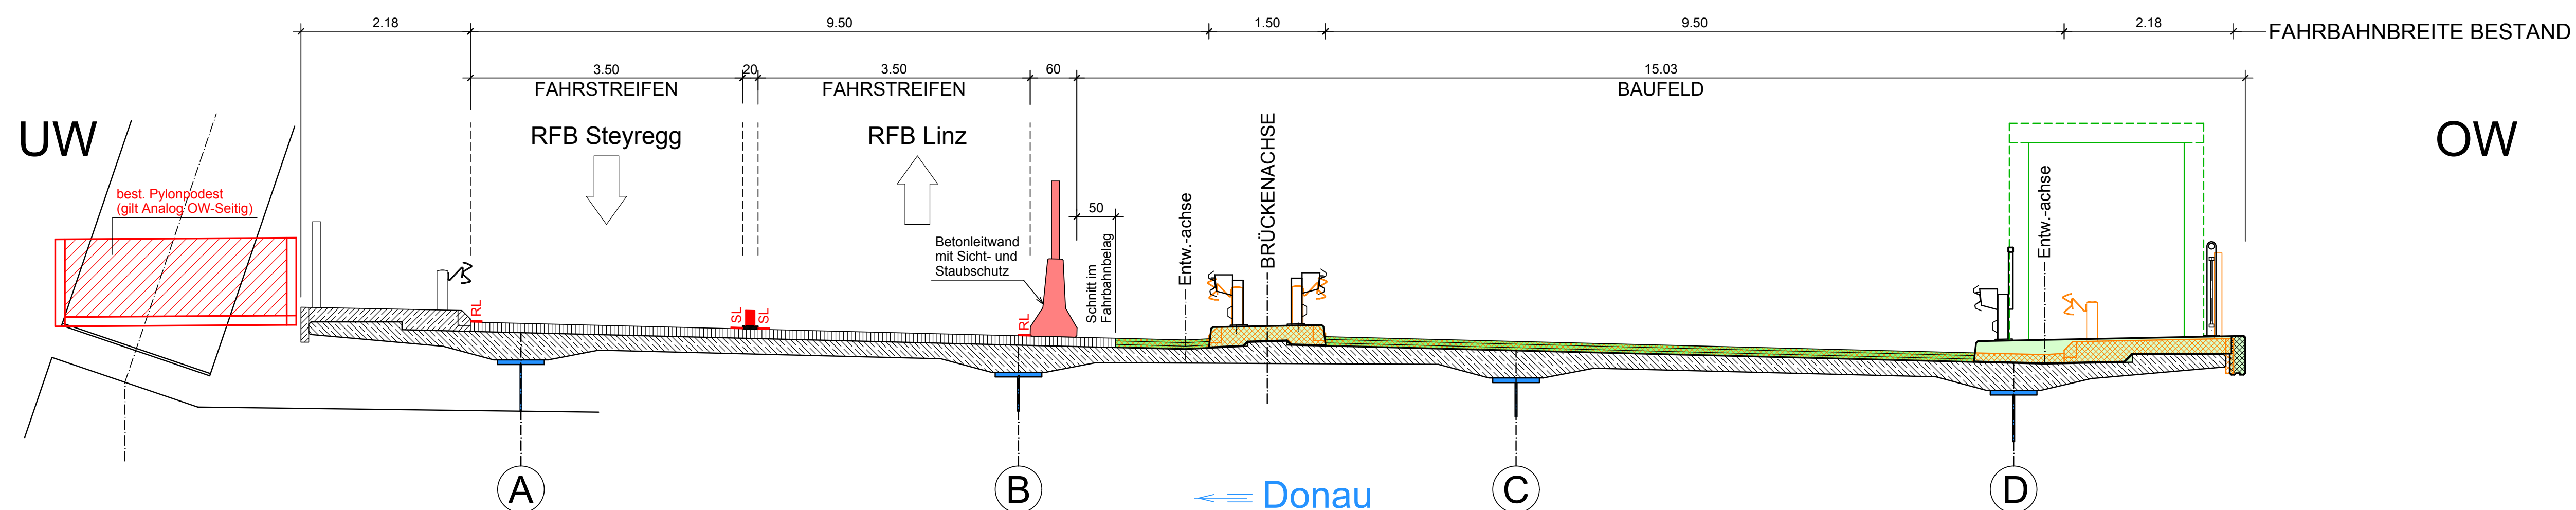 2.18 9.50 1.50 9.50 2.18 FAHRBAHNBREITE BESTAND
3.50 20 3.50 60 15.03
FAHRSTREIFEN FAHRSTREIFEN BAUFELD
UW RFB Steyregg RFB Linz OW
best. Pylonpodest
(gilt Analog OW-Seitig)
Betonleitwand
mit Sicht- und
Staubschutz
50
Schnitt im
Fahrbahnbelag
Entw.-achse
BRÜCKENACHSE
Entw.-achse
RL SL SL RL
A B C D
Donau